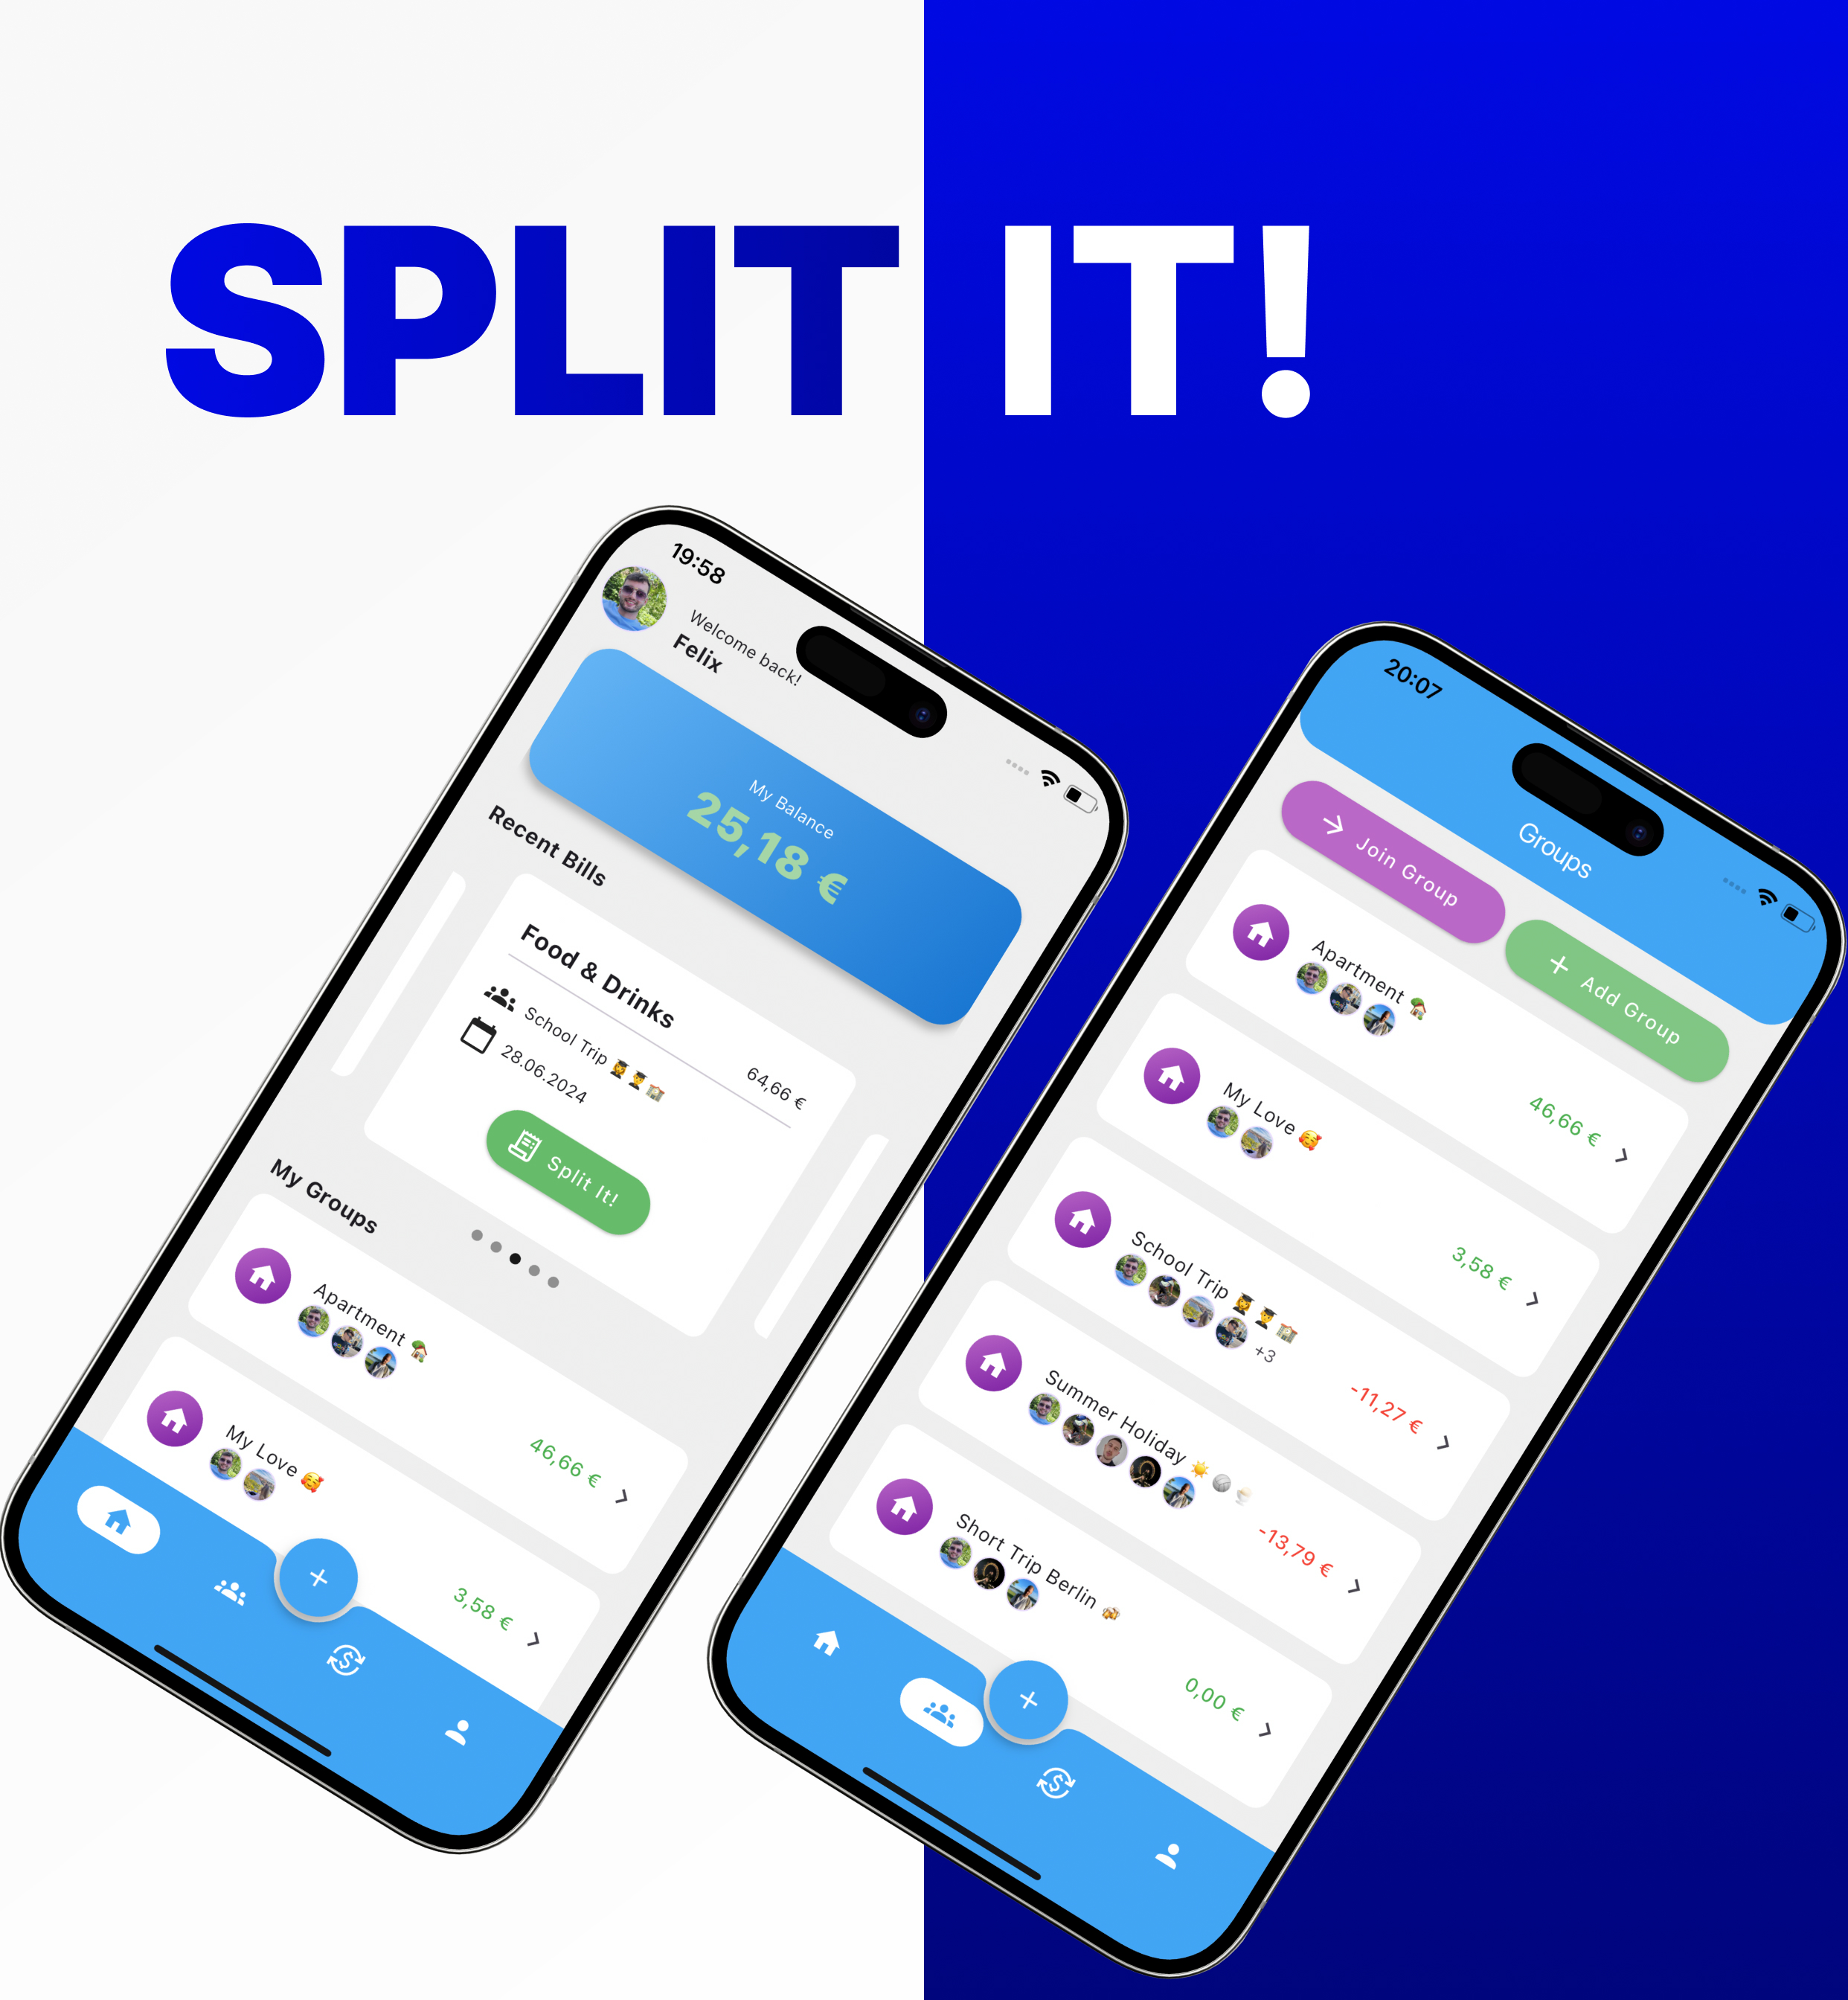 SPLIT IT!
19:58
Welcome back!
Felix
My Balance
25,18 €
Recent Bills
Food & Drinks
School Trip 👩‍🎓👨‍🎓🏫
64,66 €
28.06.2024
Split It!
My Groups
Apartment 🏡
46,66 €
My Love 🥰
3,58 €
20:07
Groups
Join Group
Add Group
Apartment 🏡
46,66 €
My Love 🥰
3,58 €
School Trip 👩‍🎓👨‍🎓🏫
+3
-11,27 €
Summer Holiday ☀️🏐
-13,79 €
Short Trip Berlin 🍻
0,00 €